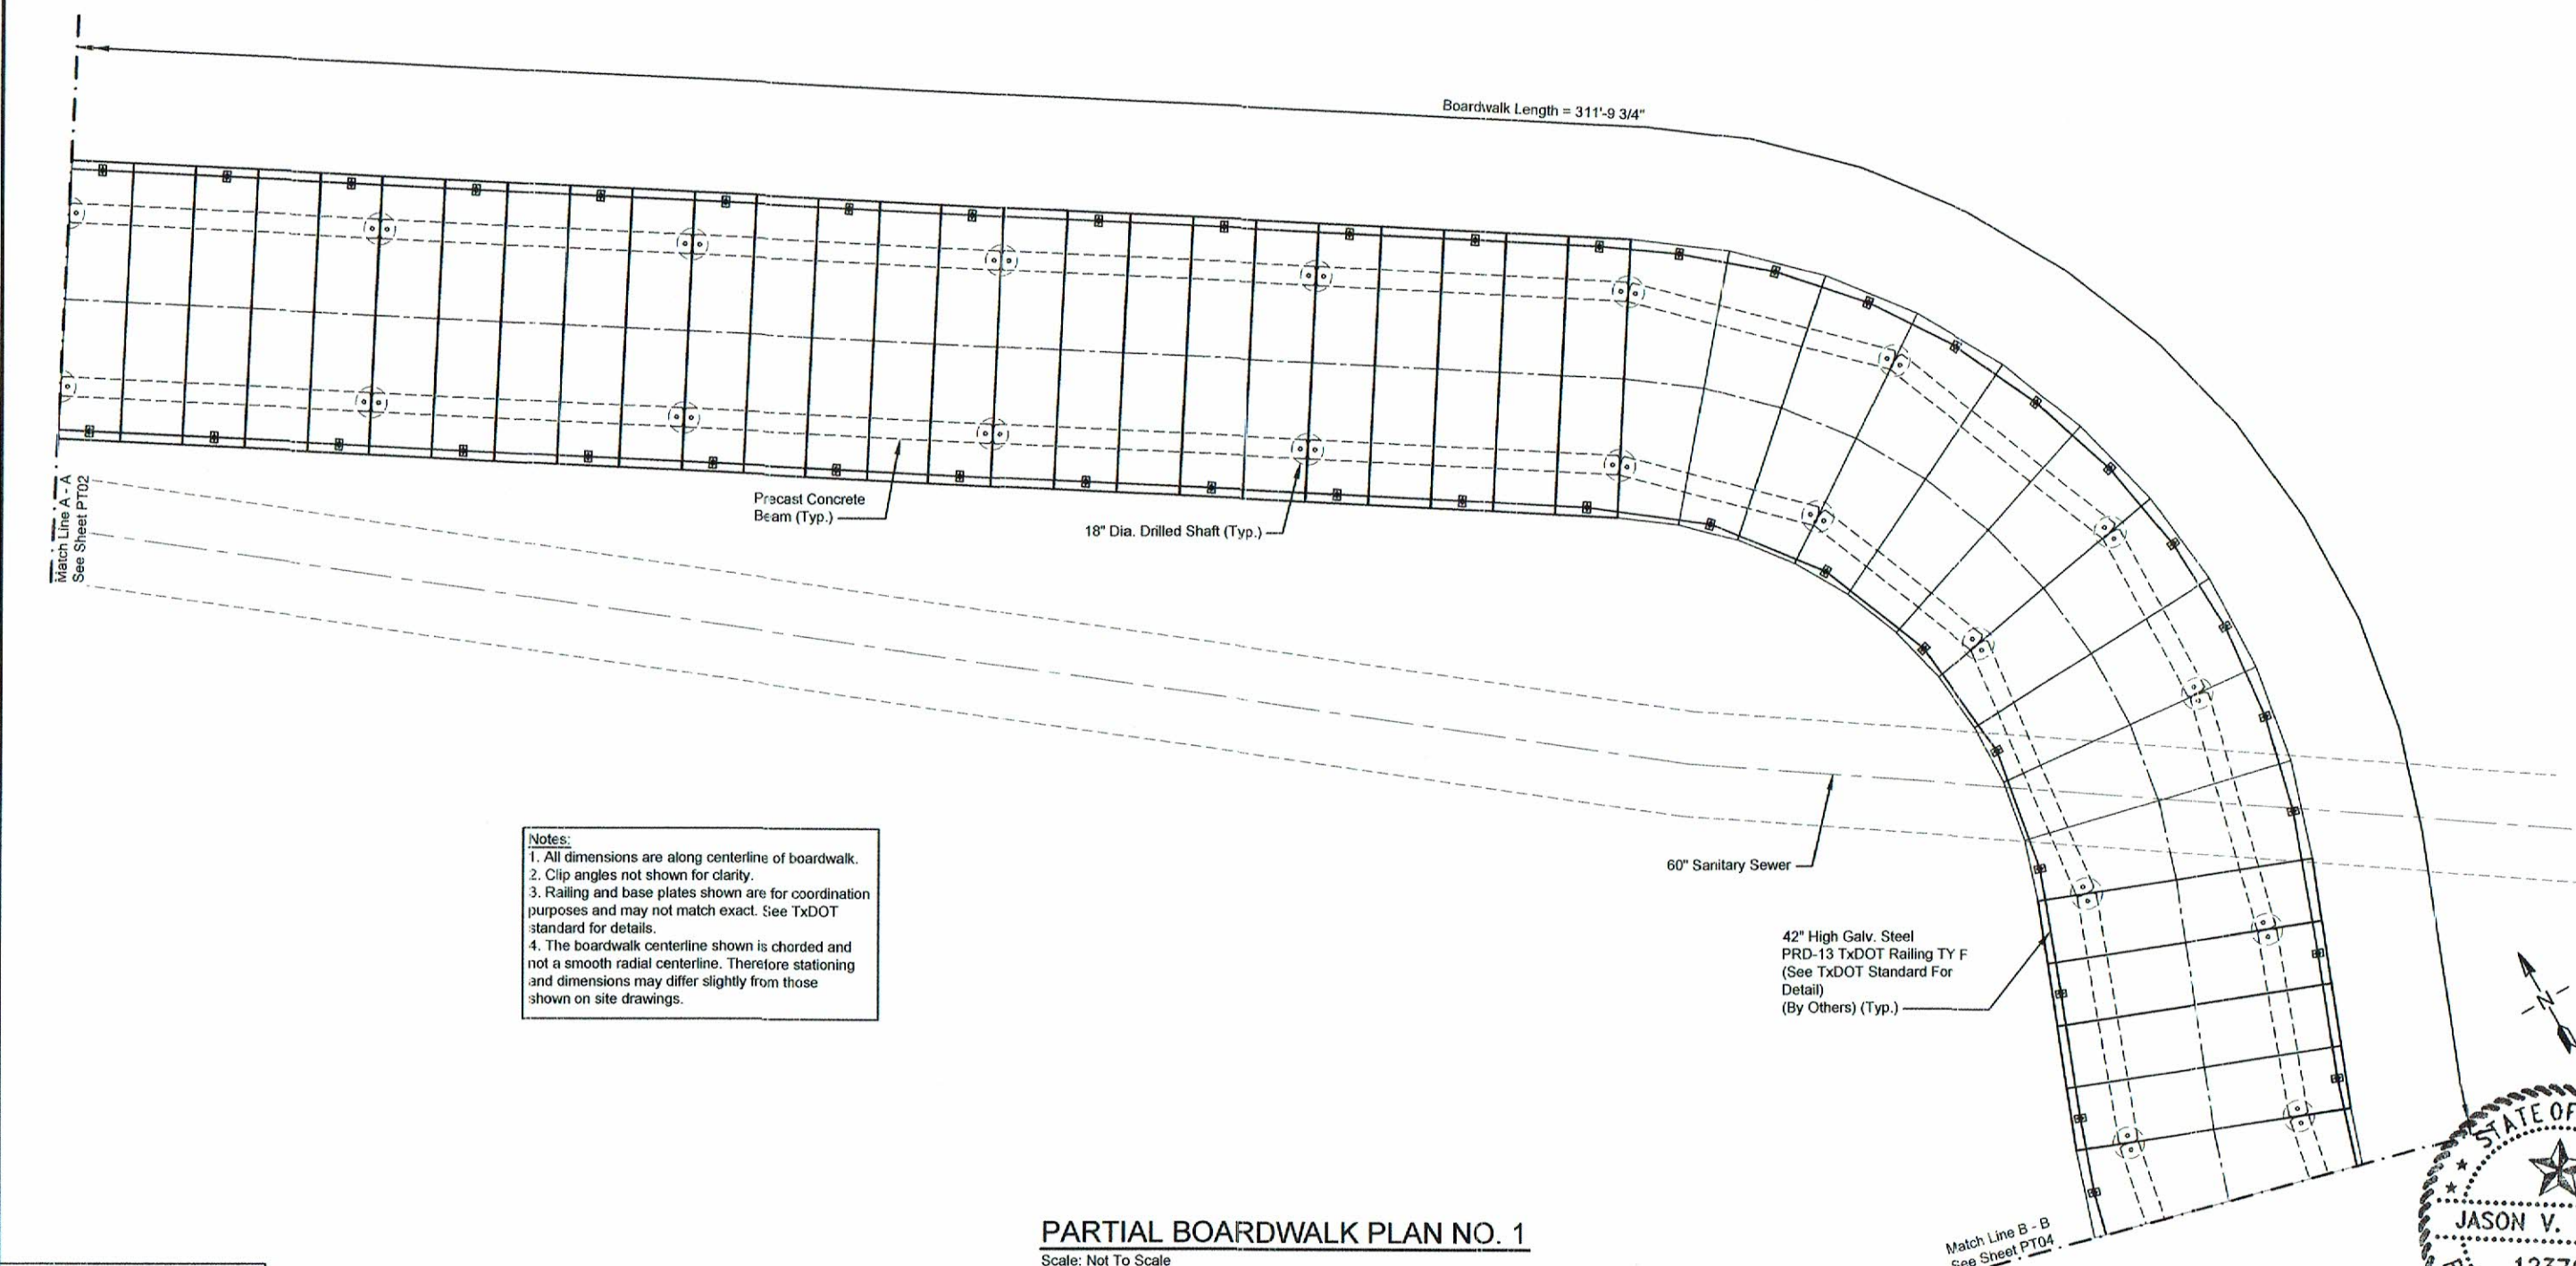 Boardwalk Length = 311'-9 3/4"
Match Line A - A
See Sheet PT02
Precast Concrete
Beam (Typ.)
18" Dia. Drilled Shaft (Typ.)
Notes:
1. All dimensions are along centerline of boardwalk.
2. Clip angles not shown for clarity.
3. Railing and base plates shown are for coordination
purposes and may not match exact. See TxDOT
standard for details.
4. The boardwalk centerline shown is chorded and
not a smooth radial centerline. Therefore stationing
and dimensions may differ slightly from those
shown on site drawings.
60" Sanitary Sewer
42" High Galv. Steel
PRD-13 TxDOT Railing TY F
(See TxDOT Standard For
Detail)
(By Others) (Typ.)
N
STATE OF
JASON V.
Match Line B - B
See Sheet PT04
PARTIAL BOARDWALK PLAN NO. 1
Scale: Not To Scale